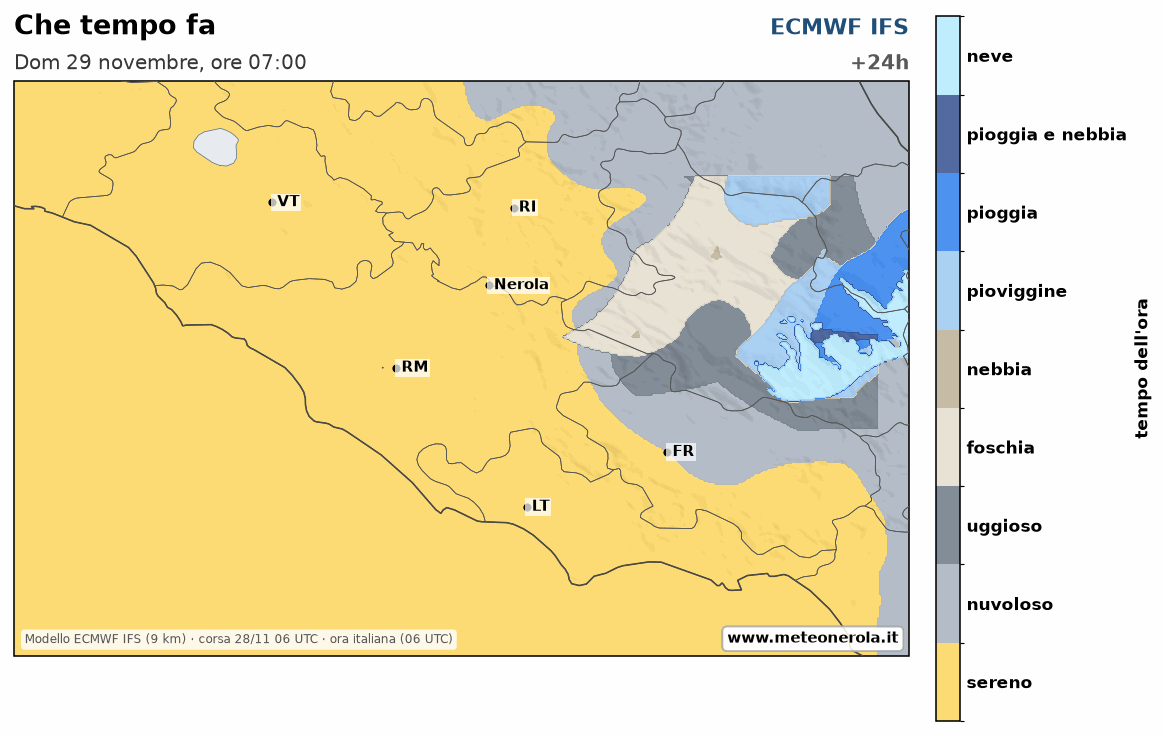 Che tempo fa
ECMWF IFS
Dom 29 novembre, ore 07:00
+24h
neve
pioggia e nebbia
pioggia
pioviggine
nebbia
foschia
uggioso
nuvoloso
sereno
tempo dell'ora
VT
RI
Nerola
RM
FR
LT
Modello ECMWF IFS (9 km) · corsa 28/11 06 UTC · ora italiana (06 UTC)
www.meteonerola.it